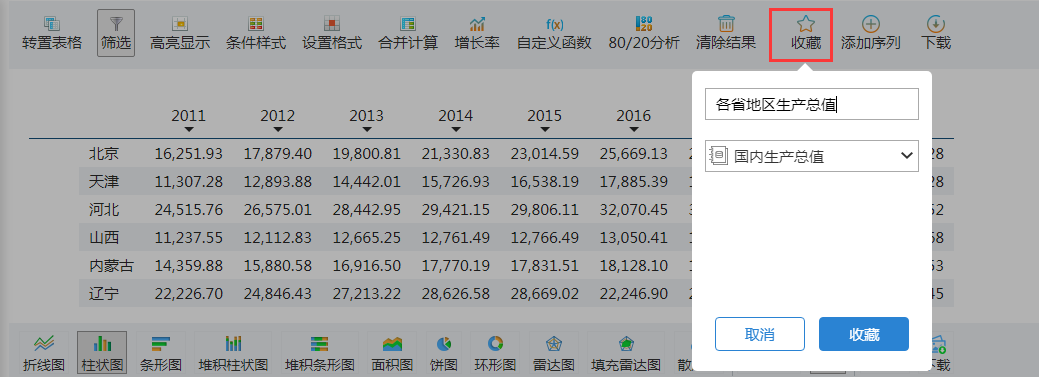 转置表格 筛选 高亮显示 条件样式 设置格式 合并计算 增长率 自定义函数 80/20分析 清除结果 收藏 添加序列 下载
各省地区生产总值
2011 2012 2013 2014 2015 2016
国内生产总值
北京 16,251.93 17,879.40 19,800.81 21,330.83 23,014.59 25,669.13
天津 11,307.28 12,893.88 14,442.01 15,726.93 16,538.19 17,885.39
河北 24,515.76 26,575.01 28,442.95 29,421.15 29,806.11 32,070.45
山西 11,237.55 12,112.83 12,665.25 12,761.49 12,766.49 13,050.41
内蒙古 14,359.88 15,880.58 16,916.50 17,770.19 17,831.51 18,128.10
辽宁 22,226.70 24,846.43 27,213.22 28,626.58 28,669.02 22,246.90
取消 收藏
折线图 柱状图 条形图 堆积柱状图 堆积条形图 面积图 饼图 环形图 雷达图 填充雷达图 散 下载